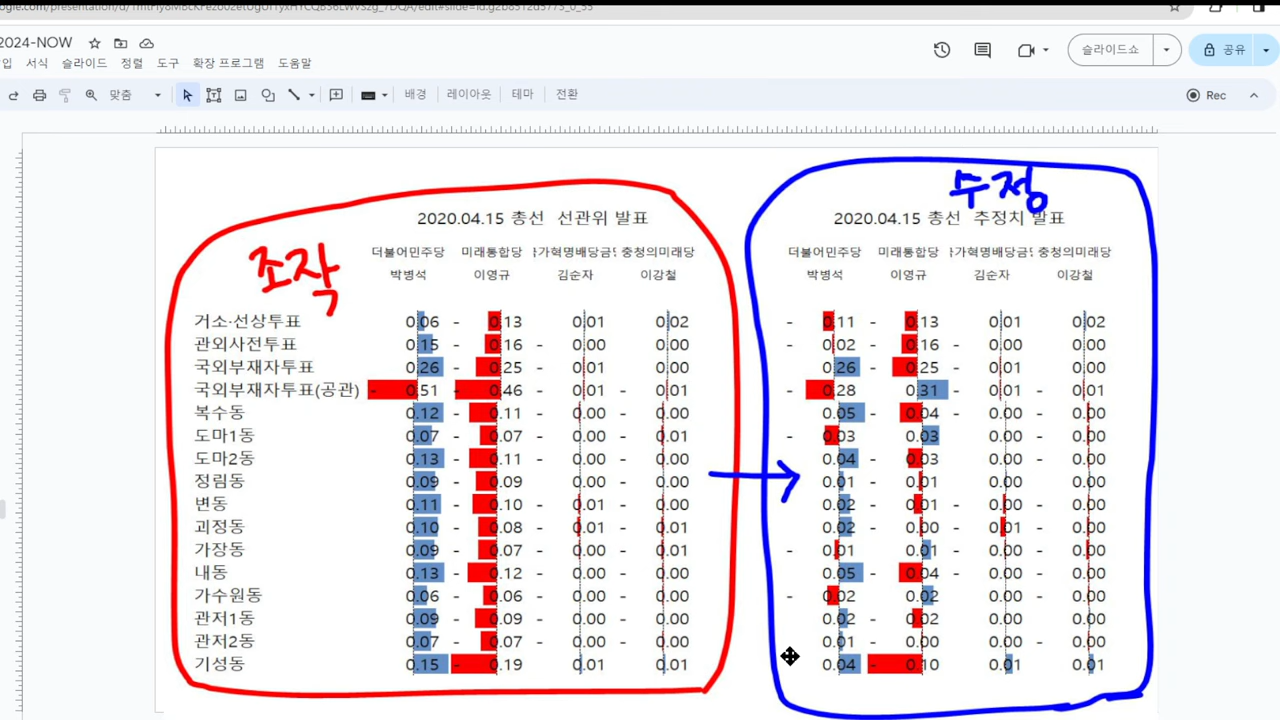 2024-NOW
입 서식 슬라이드 정렬 도구 확장 프로그램 도움말
슬라이드쇼
공유
맞춤
배경 레이아웃 테마 전환
Rec
조작
수정
2020.04.15 총선 선관위 발표 2020.04.15 총선 추정치 발표
더불어민주당 미래통합당 가혁명배당금 충청의미래당 더불어민주당 미래통합당 가혁명배당금 충청의미래당
박병석 이영규 김순자 이강철 박병석 이영규 김순자 이강철
거소·선상투표 0.06 - 0.13 0.01 0.02 - 0.11 - 0.13 0.01 0.02
관외사전투표 0.15 - 0.16 - 0.00 0.00 - 0.02 - 0.16 - 0.00 0.00
국외부재자투표 0.26 - 0.25 - 0.01 0.00 0.26 - 0.25 - 0.01 0.00
국외부재자투표(공관) - 0.51 - 0.46 - 0.01 - 0.01 - 0.28 0.31 - 0.01 - 0.01
복수동 0.12 - 0.11 - 0.00 - 0.00 0.05 - 0.04 - 0.00 - 0.00
도마1동 0.07 - 0.07 - 0.00 - 0.01 - 0.03 0.03 0.00 - 0.00
도마2동 0.13 - 0.11 - 0.00 - 0.00 0.04 - 0.03 - 0.00 - 0.00
정림동 0.09 - 0.09 - 0.00 - 0.00 0.01 - 0.01 0.00 - 0.00
변동 0.11 - 0.10 - 0.01 - 0.00 0.02 - 0.01 - 0.00 - 0.00
괴정동 0.10 - 0.08 - 0.01 - 0.01 0.02 - 0.00 - 0.01 - 0.00
가장동 0.09 - 0.07 - 0.00 - 0.01 - 0.01 0.01 - 0.00 - 0.00
내동 0.13 - 0.12 - 0.00 - 0.00 0.05 - 0.04 - 0.00 - 0.00
가수원동 0.06 - 0.06 - 0.00 - 0.00 - 0.02 0.02 0.00 - 0.00
관저1동 0.09 - 0.09 - 0.00 - 0.00 0.02 - 0.02 0.00 - 0.00
관저2동 0.07 - 0.07 - 0.00 - 0.00 0.01 - 0.00 - 0.00 - 0.00
기성동 0.15 - 0.19 0.01 0.01 0.04 - 0.10 0.01 0.01